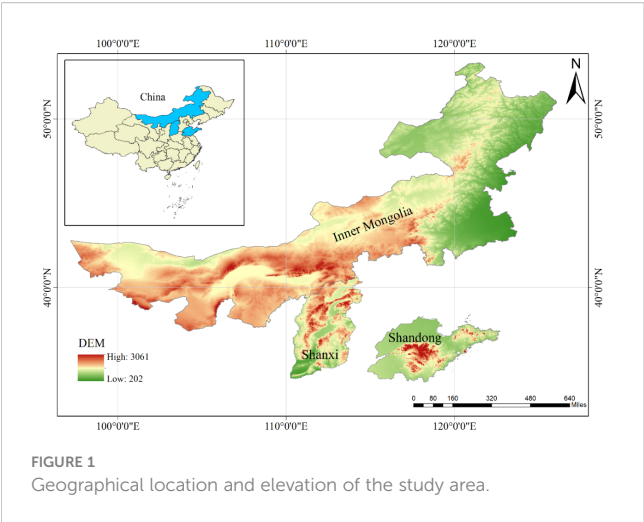 100°0'0"E 110°0'0"E 120°0'0"E
N
China
50°0'0"N
50°0'0"N
Inner Mongolia
40°0'0"N
40°0'0"N
DEM
High: 3061
Low: 202
Shanxi
Shandong
0 80 160 320 480 640
Miles
100°0'0"E 110°0'0"E 120°0'0"E
FIGURE 1
Geographical location and elevation of the study area.